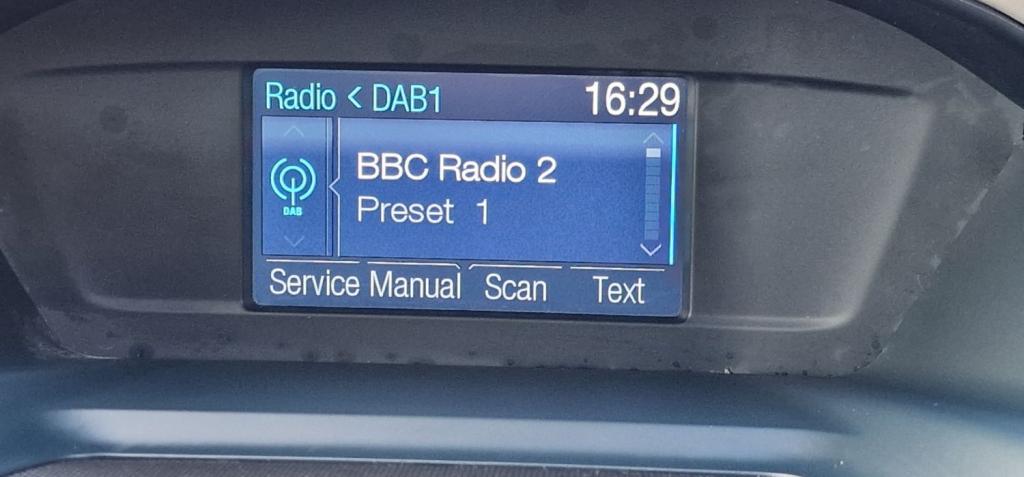 Radio < DAB1 16:29
BBC Radio 2
DAB
Preset 1
Service Manual Scan Text